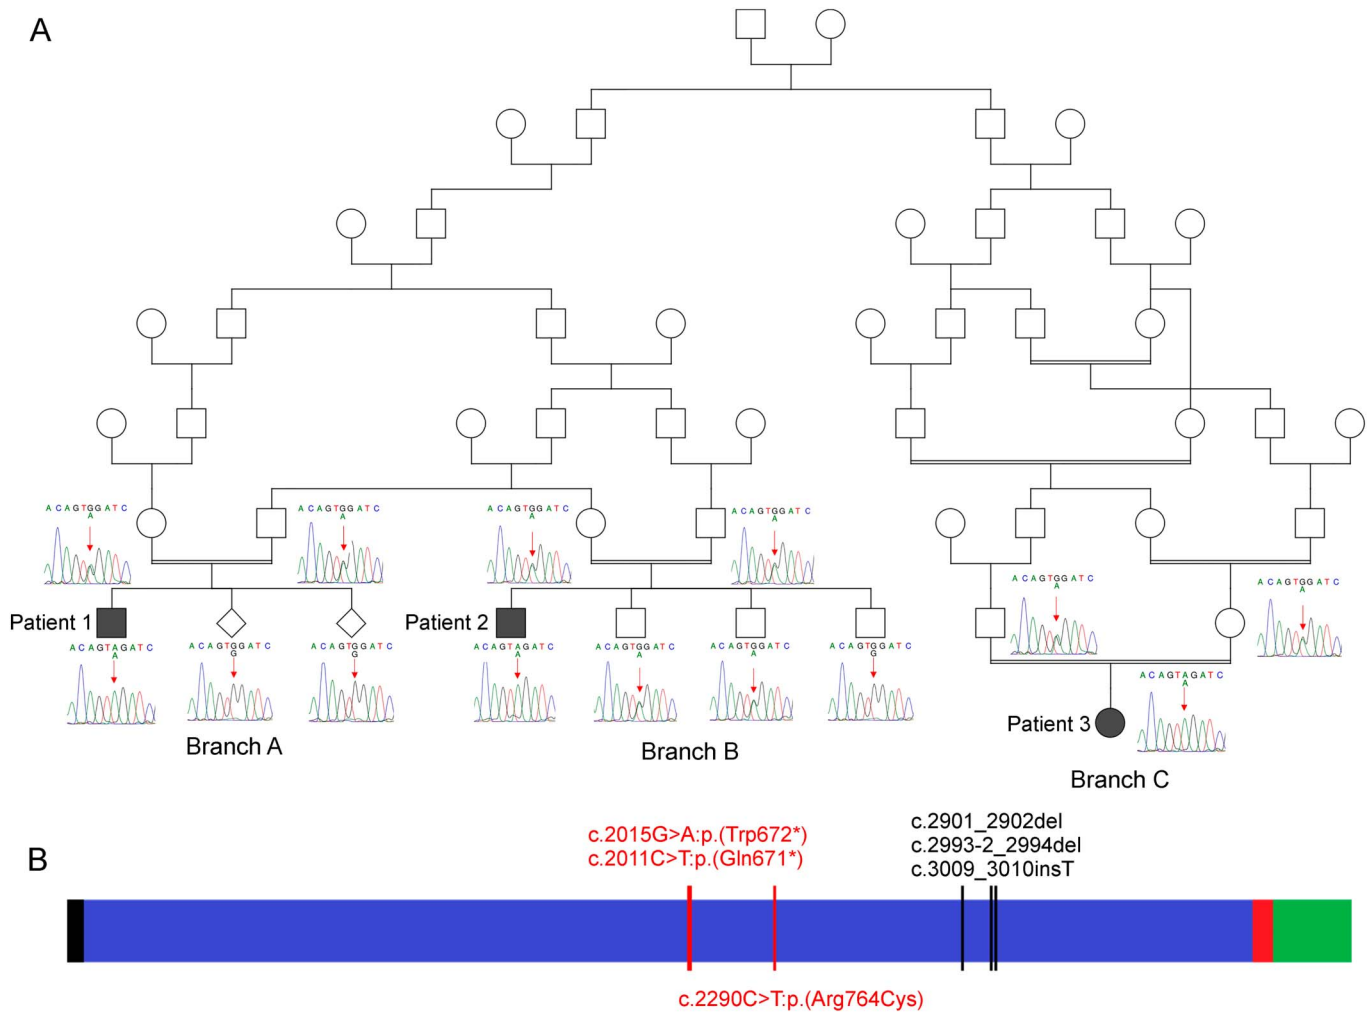 A
ACAGTGGATC
A
ACAGTGGATC
A
ACAGTGGATC
A
ACAGTGGATC
A
ACAGTGGATC
A
ACAGTGGATC
A
Patient 1
Patient 2
ACAGTAGATC
A
ACAGTGGATC
G
ACAGTGGATC
G
ACAGTAGATC
A
ACAGTGGATC
A
ACAGTGGATC
A
ACAGTGGATC
G
ACAGTAGATC
A
Patient 3
Branch A
Branch B
Branch C
B
c.2015G>A:p.(Trp672*)
c.2011C>T:p.(Gln671*)
c.2901_2902del
c.2993-2_2994del
c.3009_3010insT
c.2290C>T:p.(Arg764Cys)